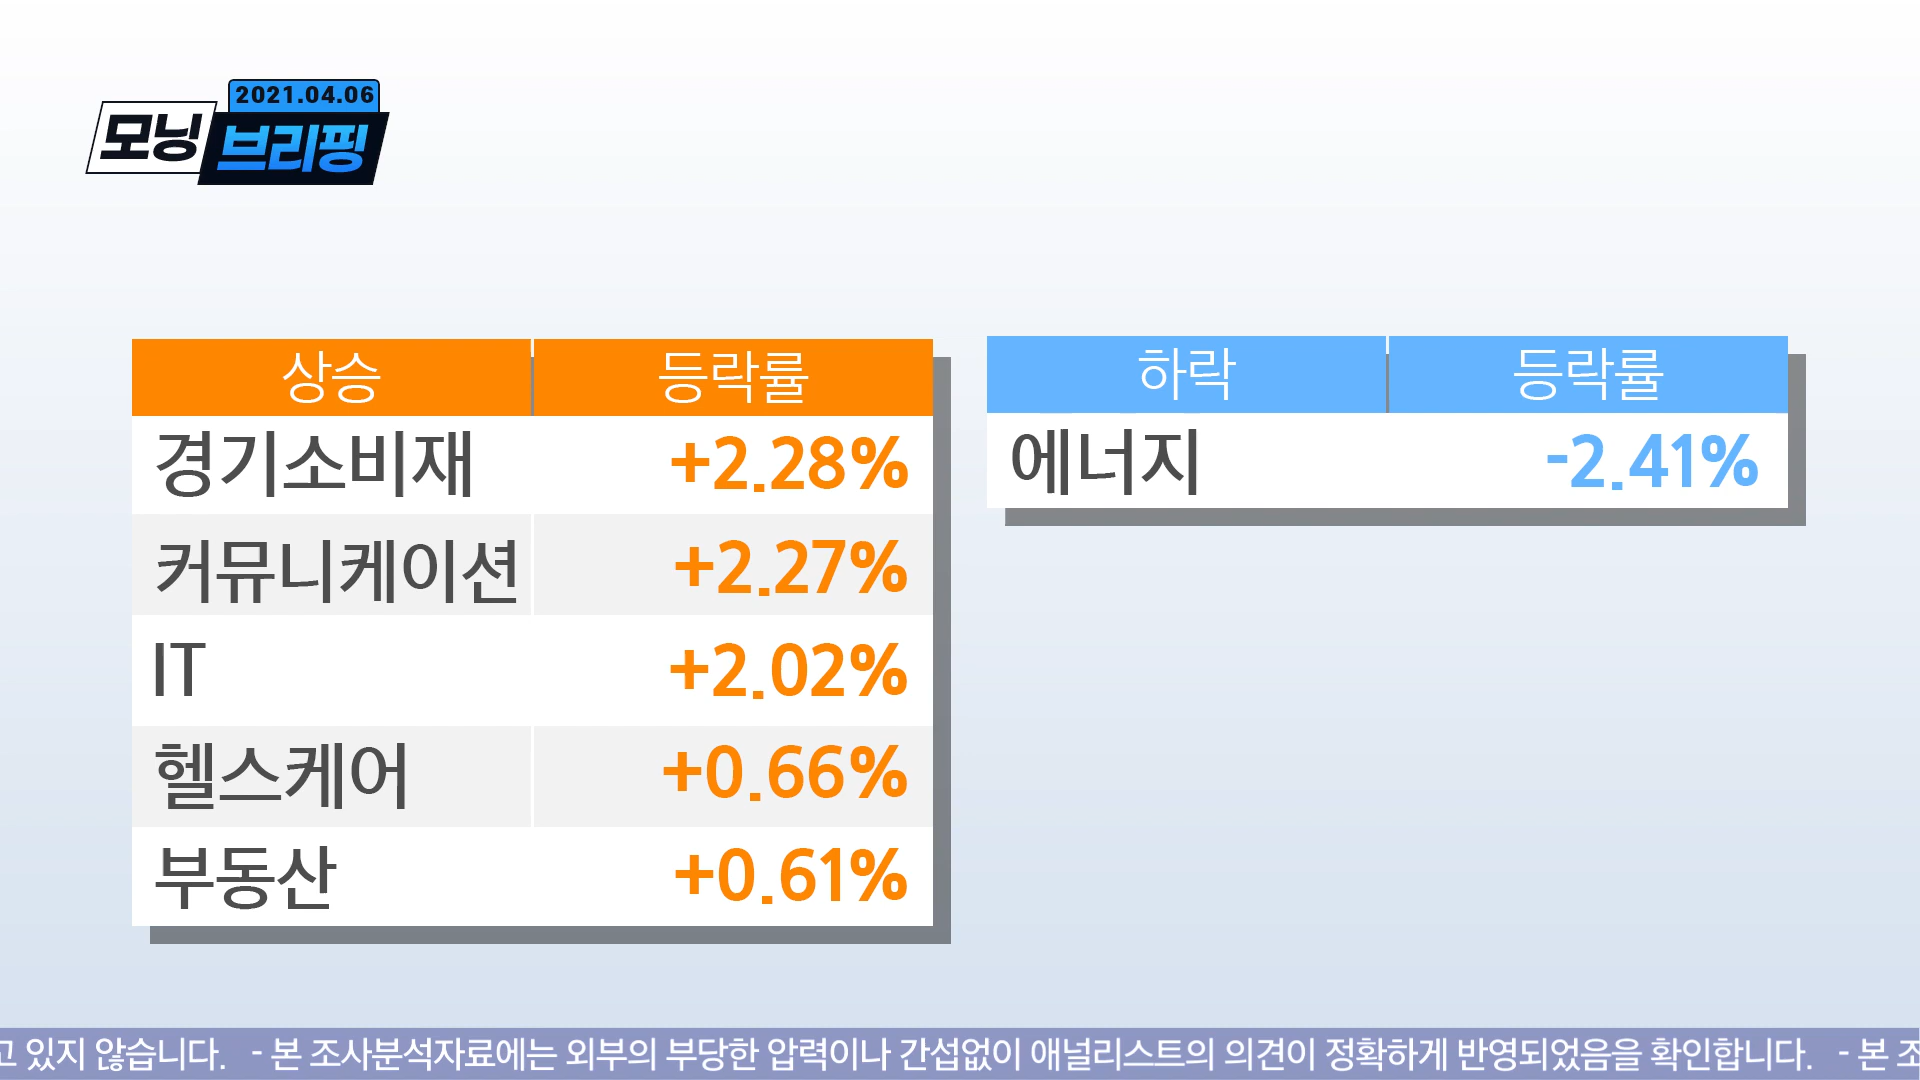 2021.04.06
모닝 브리핑
상승 등락률
경기소비재 +2.28%
커뮤니케이션 +2.27%
IT +2.02%
헬스케어 +0.66%
부동산 +0.61%
하락 등락률
에너지 -2.41%
고 있지 않습니다. - 본 조사분석자료에는 외부의 부당한 압력이나 간섭없이 애널리스트의 의견이 정확하게 반영되었음을 확인합니다. - 본 조